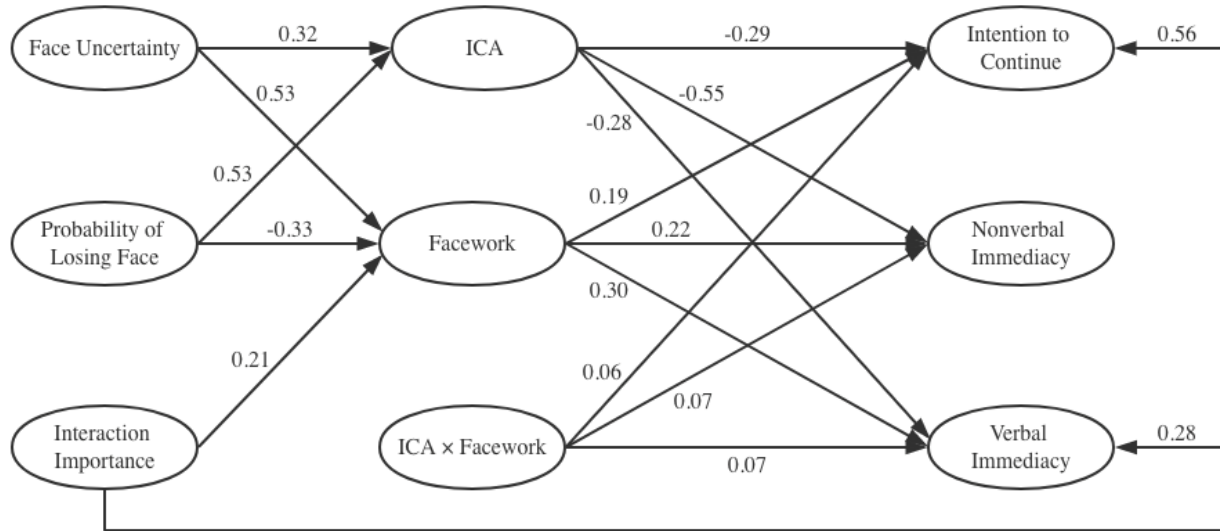 Face Uncertainty
0.32
ICA
-0.29
Intention to
Continue
0.56
0.53
-0.55
-0.28
0.53
0.19
Probability of
Losing Face
-0.33
Facework
0.22
Nonverbal
Immediacy
0.30
0.21
0.06
0.07
Interaction
Importance
ICA × Facework
0.07
Verbal
Immediacy
0.28